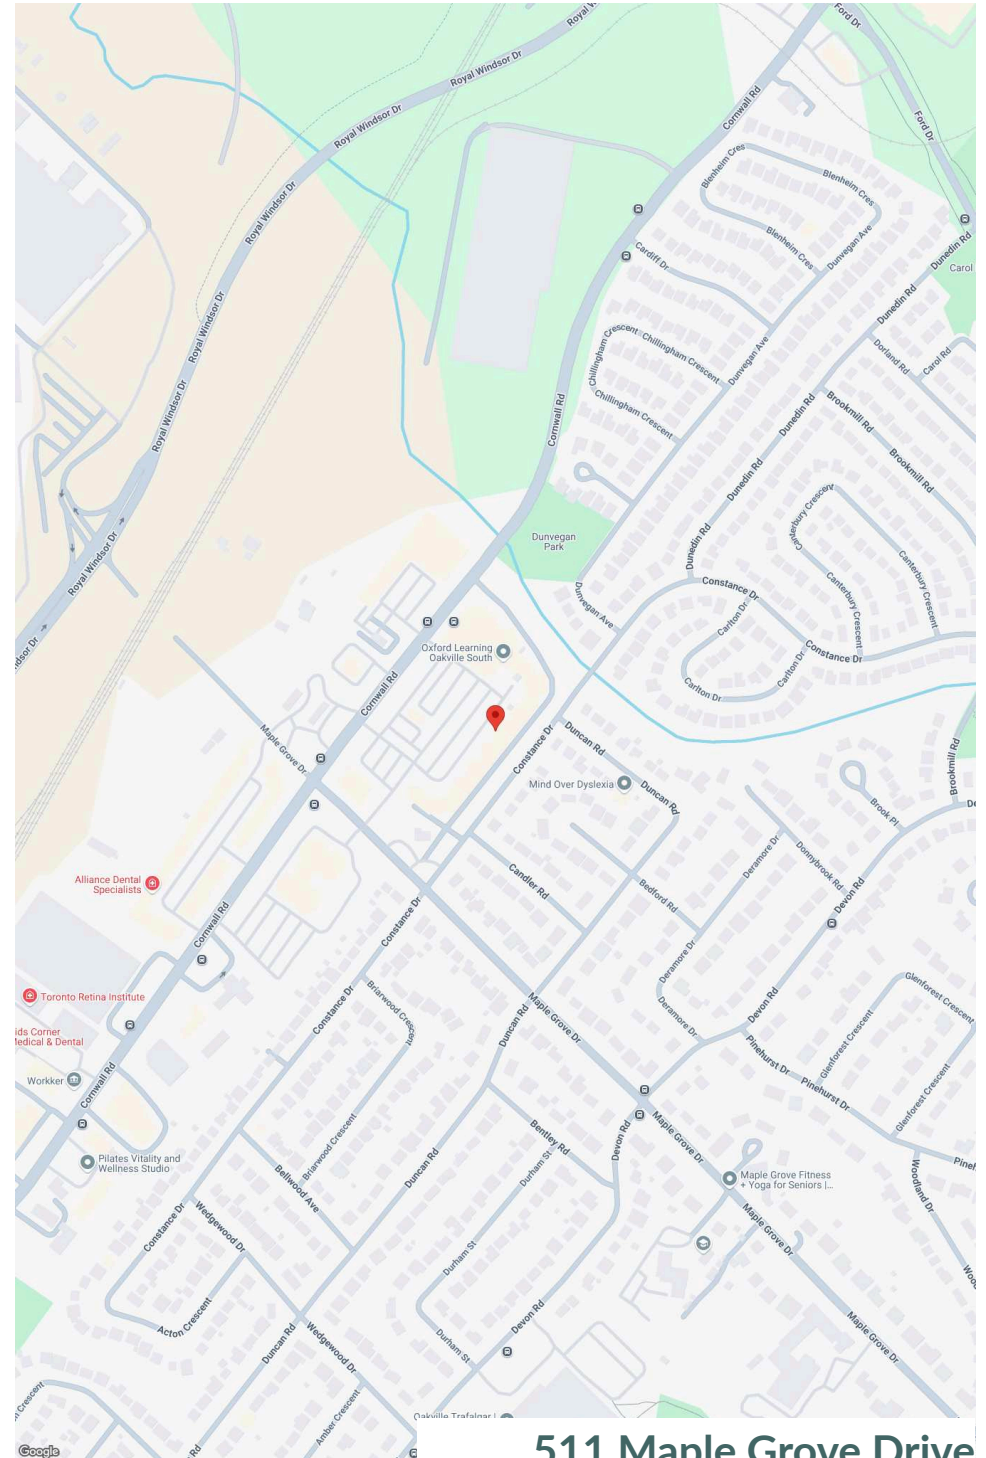 Ford Dr
Royal Windsor Dr
Royal Windsor Dr
Cornwall Rd
Ford Dr
Royal Windsor Dr
Blenheim Cres
Blenheim Cres
Royal Windsor Dr
Blenheim Cres
Dunvegan Ave
Dunedin Rd
Cardiff Dr
Carol
Dunedin Rd
Royal Windsor Dr
Chillingham Crescent
Chillingham Crescent
Dunvegan Ave
Dorland Rd
Carol Rd
Chillingham Crescent
Royal Windsor Dr
Cornwall Rd
Dunedin Rd
Brookmill Rd
Brookmill Rd
Dunedin Rd
Canterbury Crescent
Dunvegan
Park
Dunedin Rd
Royal Windsor Dr
Canterbury Crescent
Canterbury Crescent
Constance Dr
Dunvegan Ave
Carlton Dr
Constance Dr
Oxford Learning
Oakville South
Carlton Dr
Carlton Dr
Cornwall Rd
Maple Grove Dr
Constance Dr
Duncan Rd
Brookmill Rd
Mind Over Dyslexia
Duncan Rd
Brook Pl
Deramore Dr
Donnybrook Rd
Alliance Dental
Specialists
Candler Rd
Bedford Rd
Devon Rd
Cornwall Rd
Constance Dr
Deramore Dr
Toronto Retina Institute
Constance Dr
Briarwood Crescent
Maple Grove Dr
Duncan Rd
Deramore Dr
Devon Rd
Glenforest Crescent
Glenforest Crescent
ids Corner
Medical & Dental
Pinehurst Dr
Pinehurst Dr
Glenforest Crescent
Workker
Cornwall Rd
Bentley Rd
Devon Rd
Maple Grove Dr
Pilates Vitality and
Wellness Studio
Briarwood Crescent
Bellwood Ave
Duncan Rd
Durham St
Maple Grove Fitness
+ Yoga for Seniors |...
Woodland Dr
Constance Dr
Wedgewood Dr
Durham St
Maple Grove Dr
Acton Crescent
Duncan Rd
Wedgewood Dr
Durham St
Devon Rd
Maple Grove Dr
Amber Crescent
Oakville Trafalgar
Google
511 Maple Grove Drive